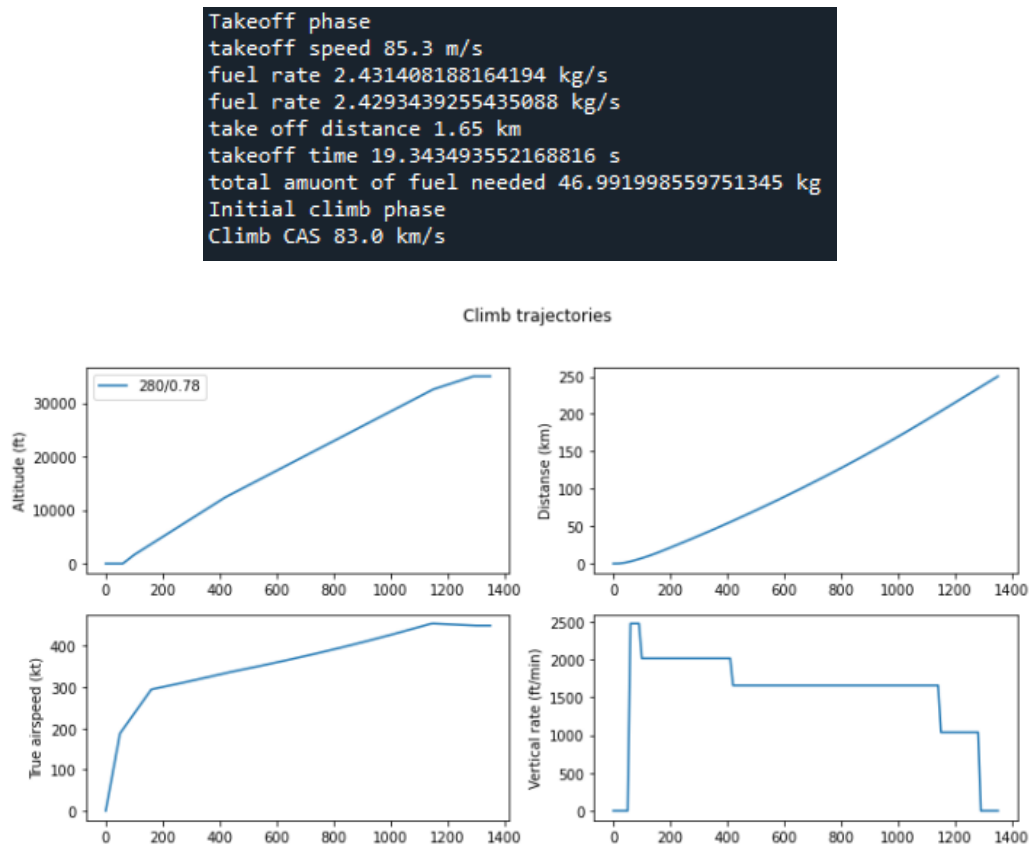 Takeoff phase
takeoff speed 85.3 m/s
fuel rate 2.431408188164194 kg/s
fuel rate 2.4293439255435088 kg/s
take off distance 1.65 km
takeoff time 19.343493552168816 s
total amuont of fuel needed 46.991998559751345 kg
Initial climb phase
Climb CAS 83.0 km/s
Climb trajectories
280/0.78
Altitude (ft)
30000
20000
10000
0
0 200 400 600 800 1000 1200 1400
Distanse (km)
250
200
150
100
50
0
0 200 400 600 800 1000 1200 1400
True airspeed (kt)
400
300
200
100
0
0 200 400 600 800 1000 1200 1400
Vertical rate (ft/min)
2500
2000
1500
1000
500
0
0 200 400 600 800 1000 1200 1400